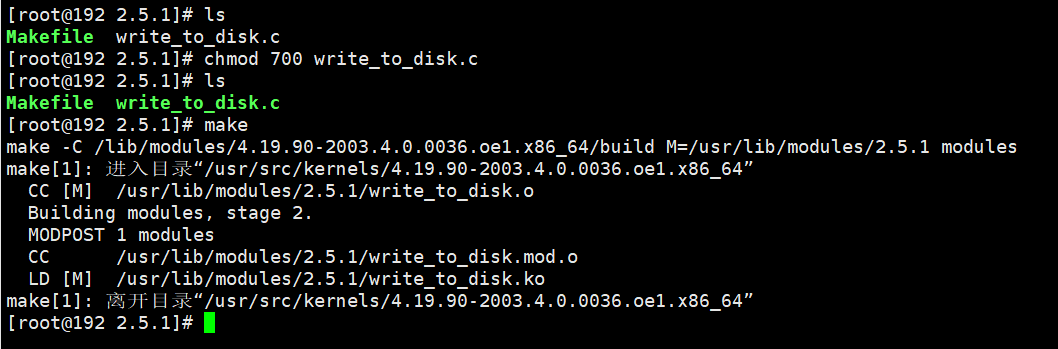 [root@192 2.5.1]# ls
Makefile  write_to_disk.c
[root@192 2.5.1]# chmod 700 write_to_disk.c
[root@192 2.5.1]# ls
Makefile  write_to_disk.c
[root@192 2.5.1]# make
make -C /lib/modules/4.19.90-2003.4.0.0036.oe1.x86_64/build M=/usr/lib/modules/2.5.1 modules
make[1]: 进入目录“/usr/src/kernels/4.19.90-2003.4.0.0036.oe1.x86_64”
  CC [M]  /usr/lib/modules/2.5.1/write_to_disk.o
  Building modules, stage 2.
  MODPOST 1 modules
  CC      /usr/lib/modules/2.5.1/write_to_disk.mod.o
  LD [M]  /usr/lib/modules/2.5.1/write_to_disk.ko
make[1]: 离开目录“/usr/src/kernels/4.19.90-2003.4.0.0036.oe1.x86_64”
[root@192 2.5.1]#